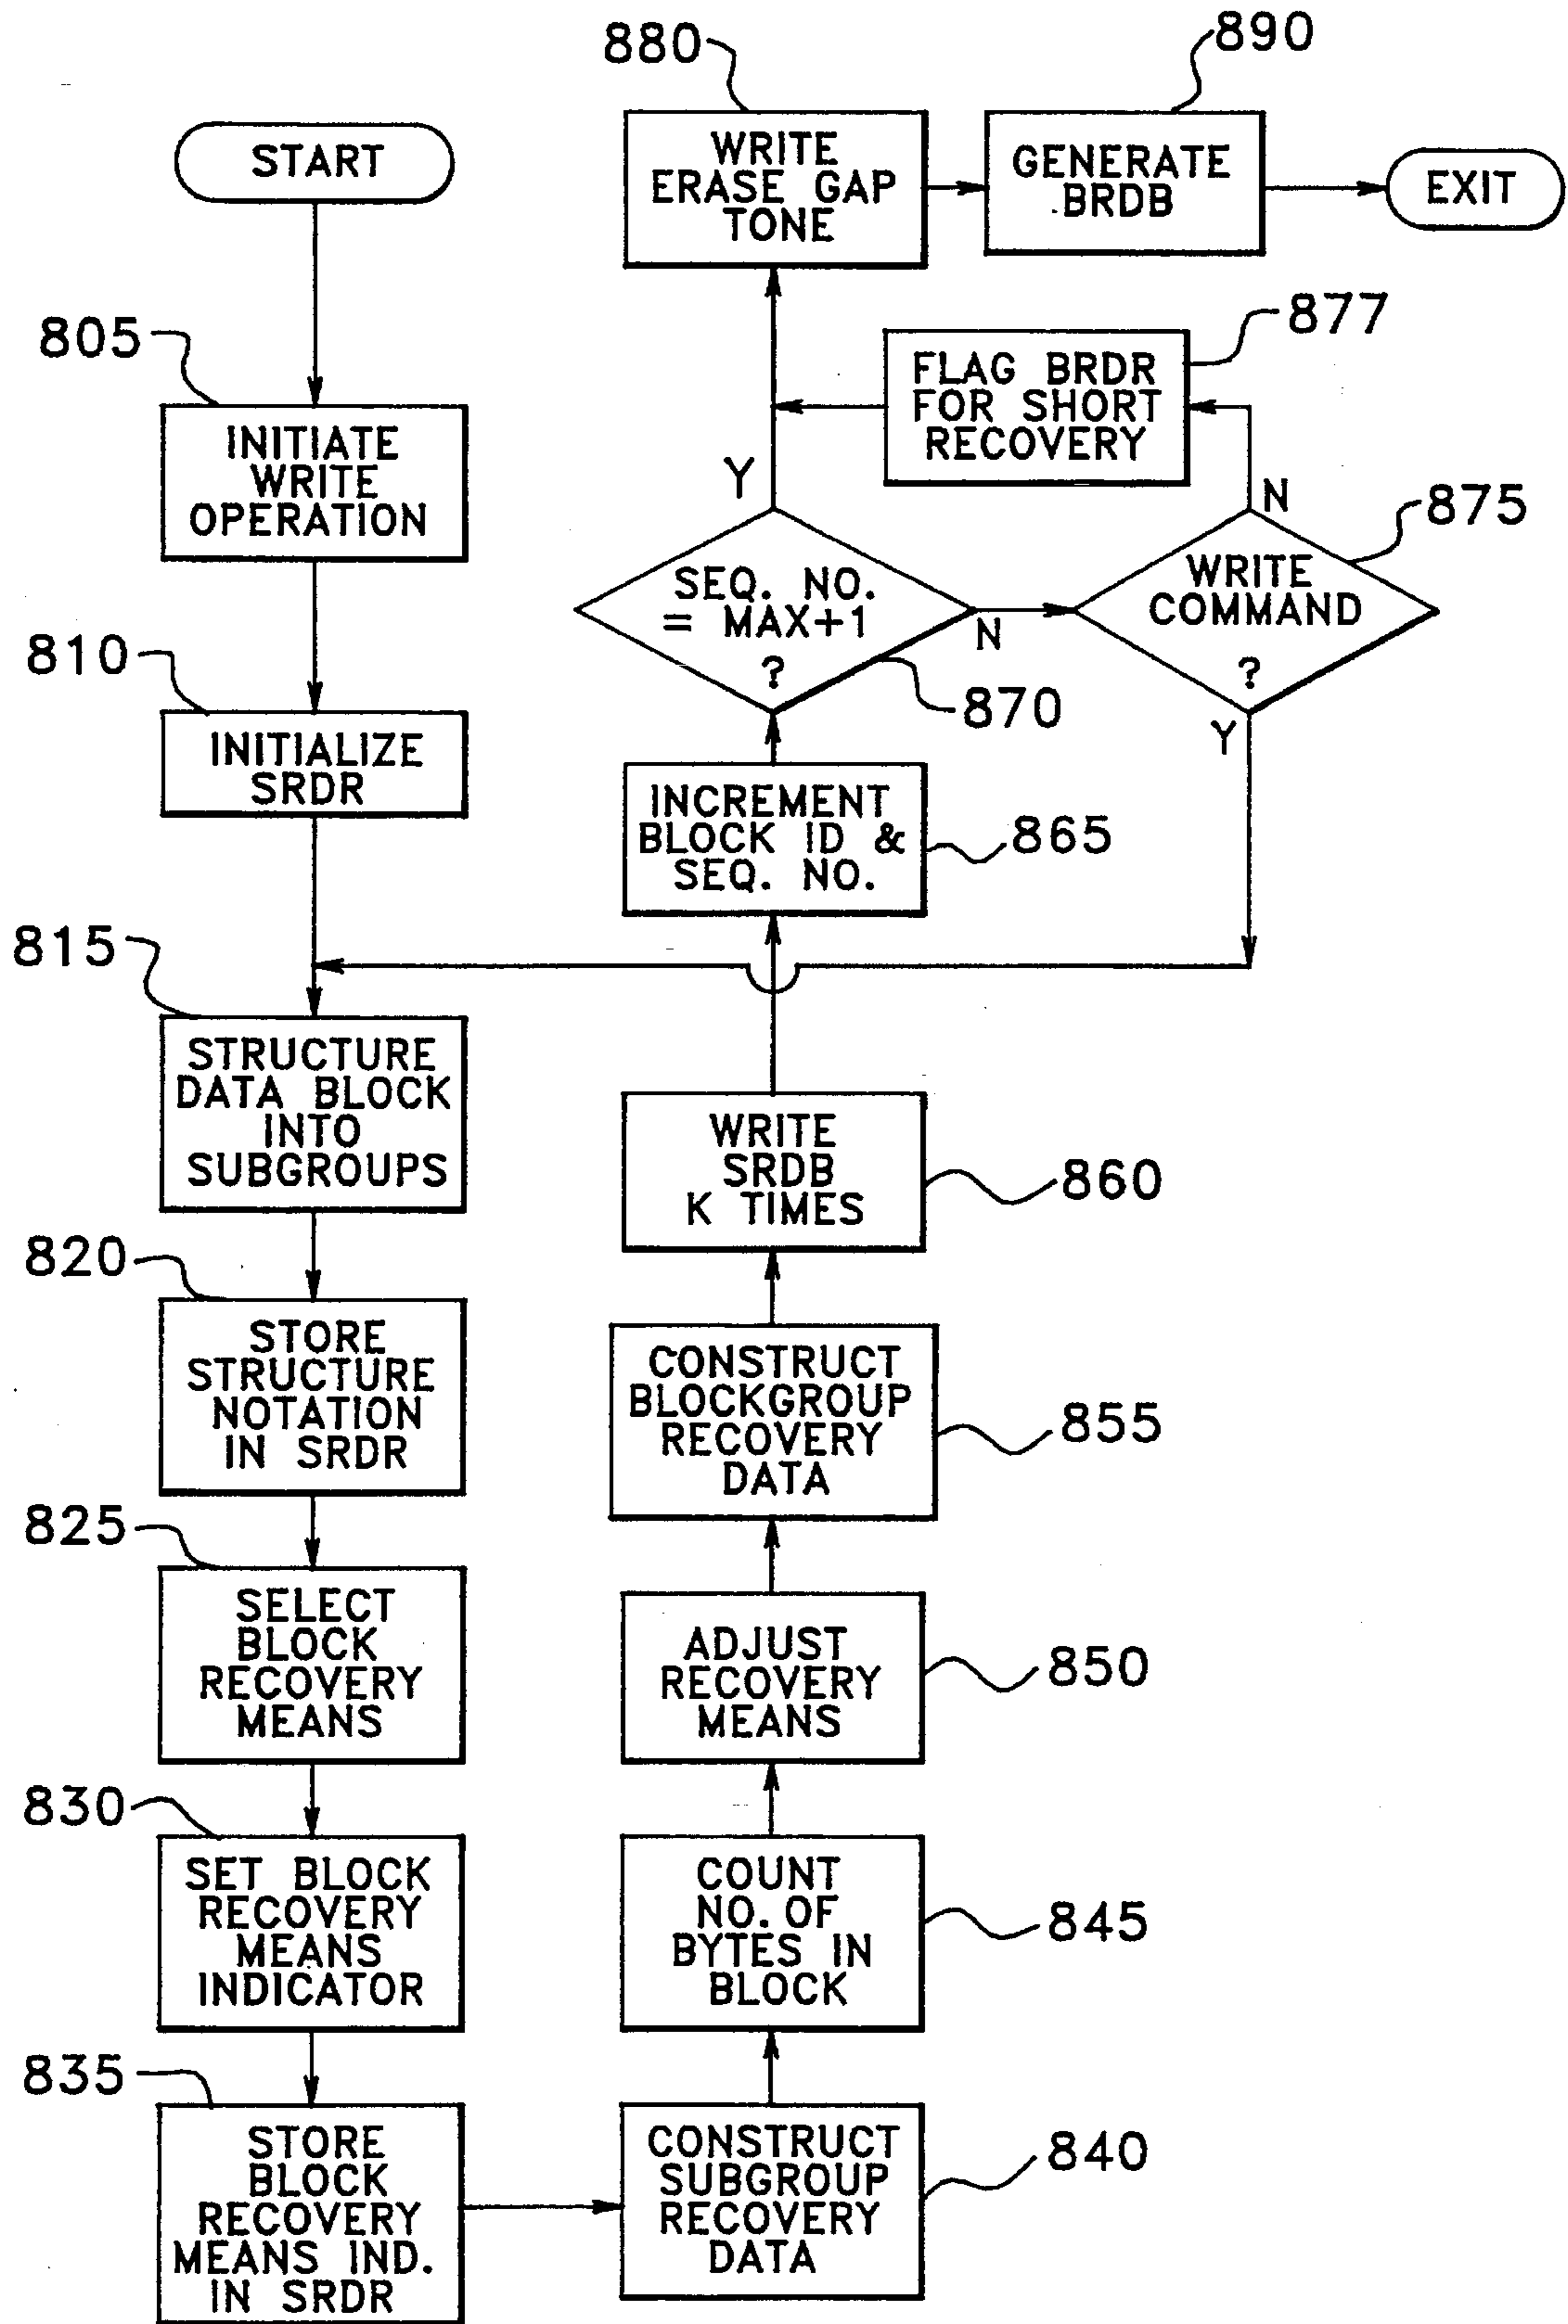 START
805
INITIATE
WRITE
OPERATION
810
INITIALIZE
SRDR
815
STRUCTURE
DATA BLOCK
INTO
SUBGROUPS
820
STORE
STRUCTURE
NOTATION
IN SRDR
825
SELECT
BLOCK
RECOVERY
MEANS
830
SET BLOCK
RECOVERY
MEANS
INDICATOR
835
STORE
BLOCK
RECOVERY
MEANS IND.
IN SRDR
840
CONSTRUCT
SUBGROUP
RECOVERY
DATA
845
COUNT
NO. OF
BYTES IN
BLOCK
850
ADJUST
RECOVERY
MEANS
855
CONSTRUCT
BLOCKGROUP
RECOVERY
DATA
860
WRITE
SRDB
K TIMES
865
INCREMENT
BLOCK ID &
SEQ. NO.
870
SEQ. NO.
= MAX+1
?
Y
N
875
WRITE
COMMAND
?
N
Y
877
FLAG BRDR
FOR SHORT
RECOVERY
880
WRITE
ERASE GAP
TONE
890
GENERATE
BRDB
EXIT